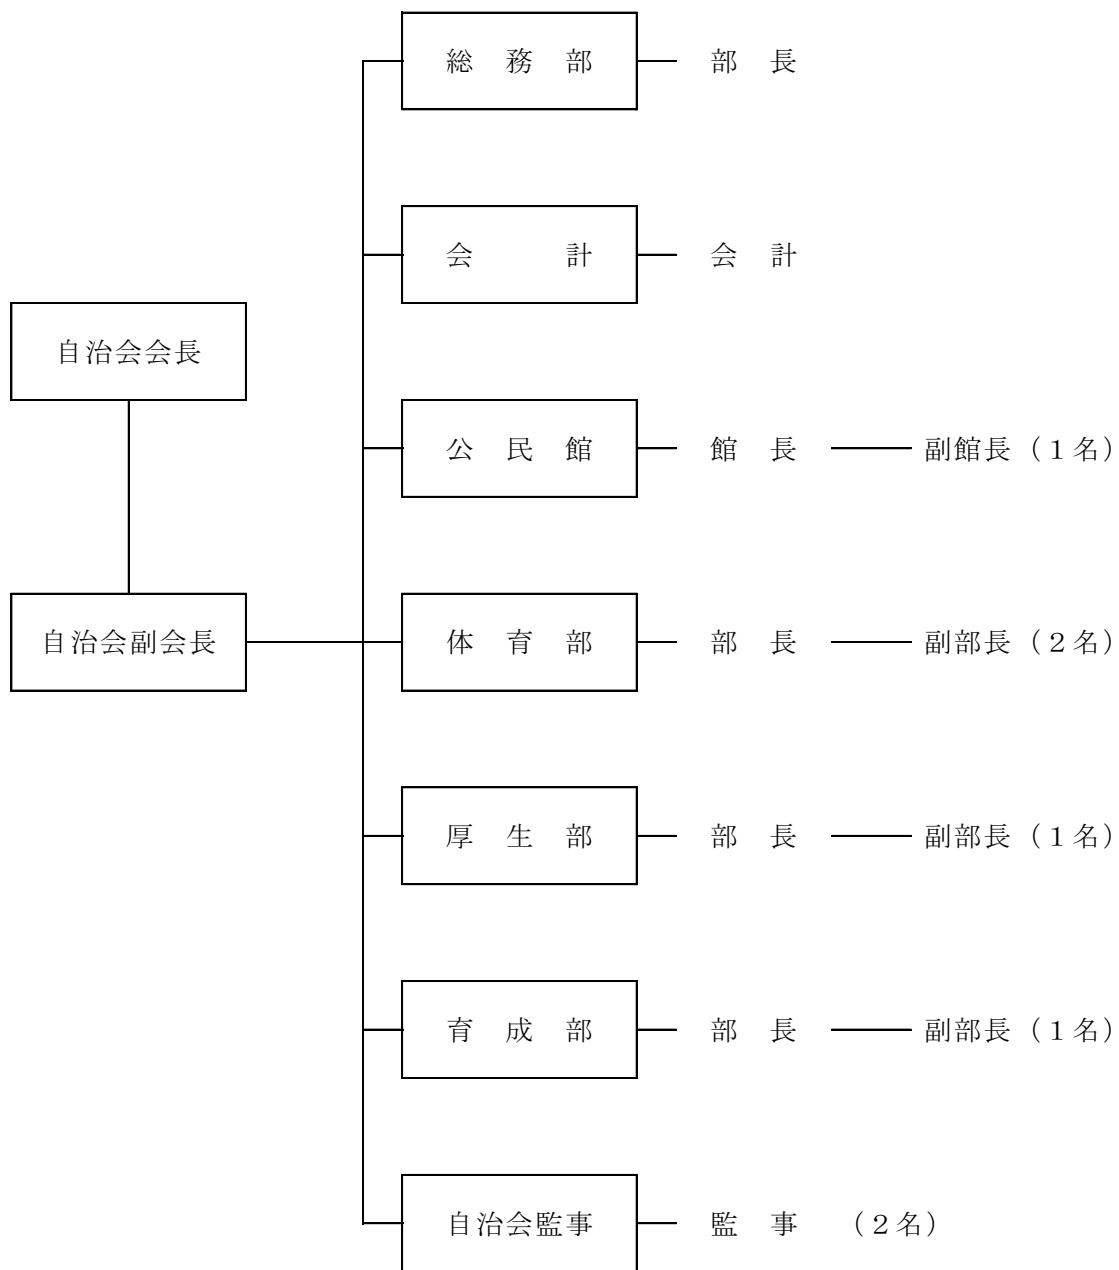 総務部 部長
会計 会計
自治会会長
公民館 館長 副館長（１名）
自治会副会長 体育部 部長 副部長（２名）
厚生部 部長 副部長（１名）
育成部 部長 副部長（１名）
自治会監事 監事 （２名）